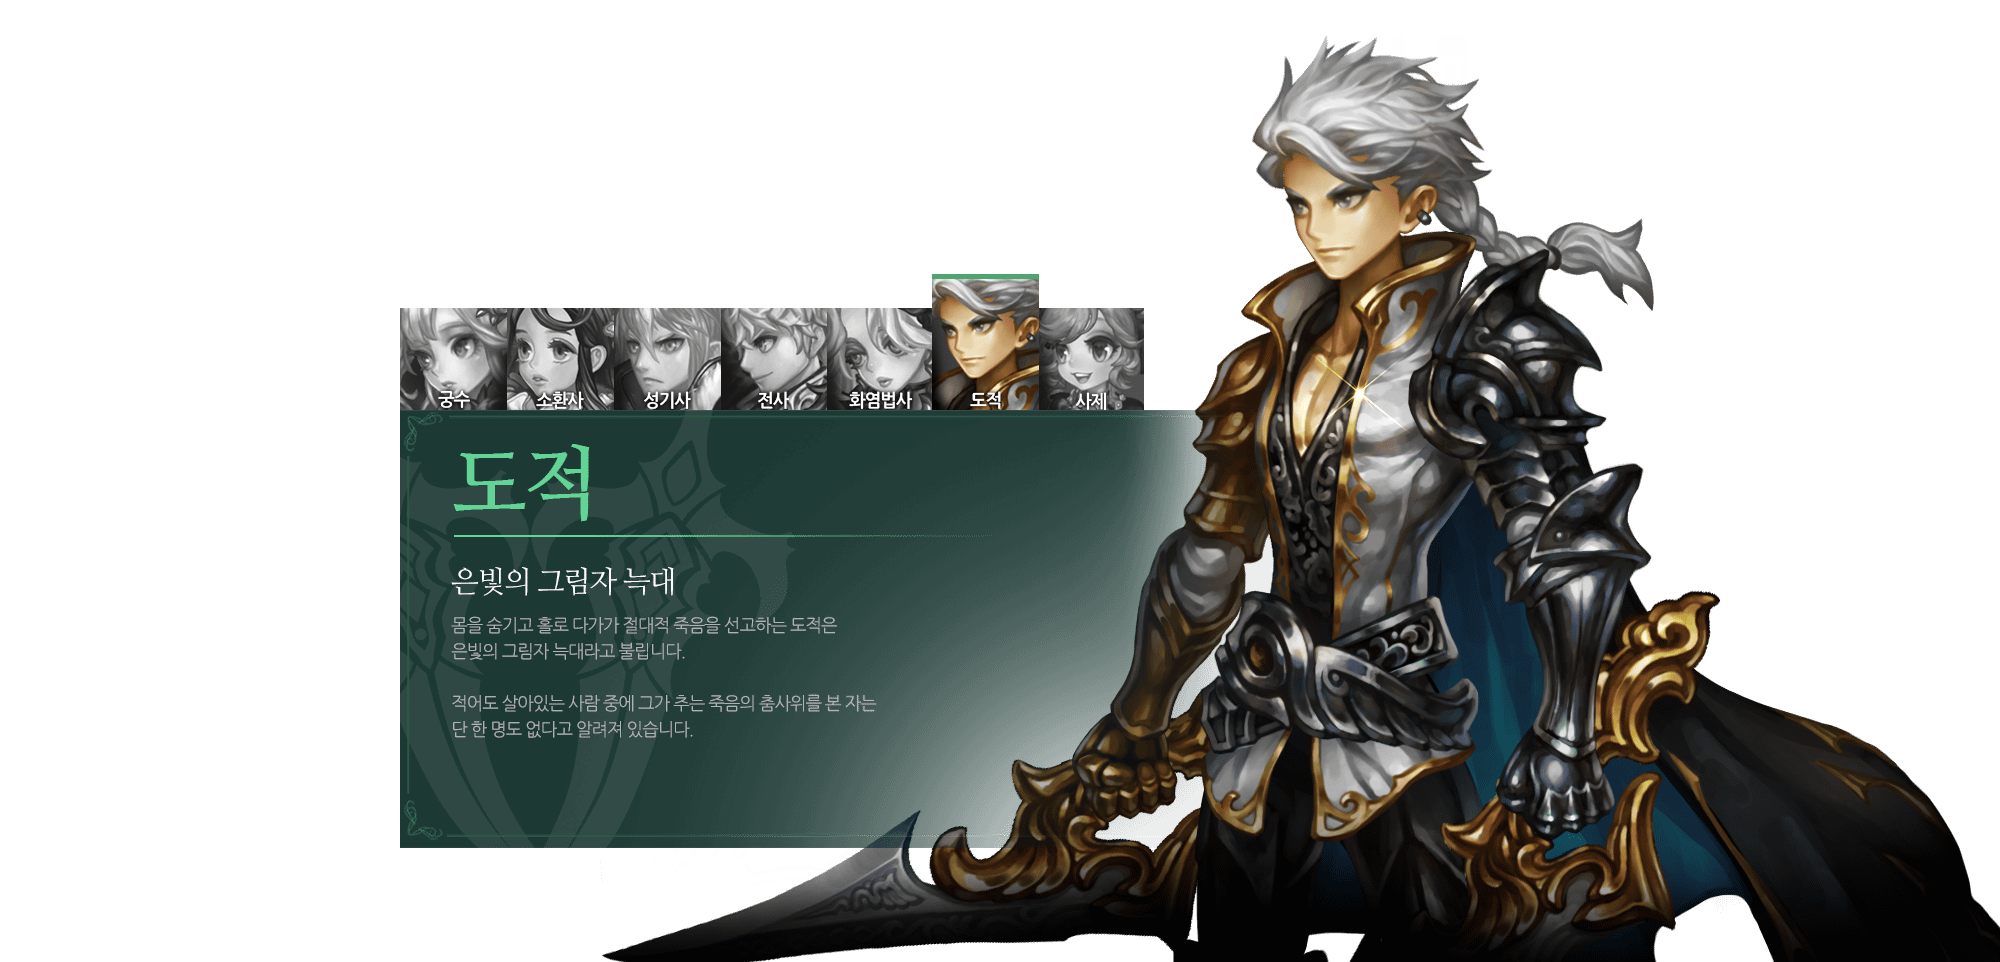 궁수
소환사
성기사
전사
화염법사
도적
사제
도적
은빛의 그림자 늑대
몸을 숨기고 홀로 다가가 절대적 죽음을 선고하는 도적은
은빛의 그림자 늑대라고 불립니다.
적어도 살아있는 사람 중에 그가 추는 죽음의 춤사위를 본 자는
단 한 명도 없다고 알려져 있습니다.